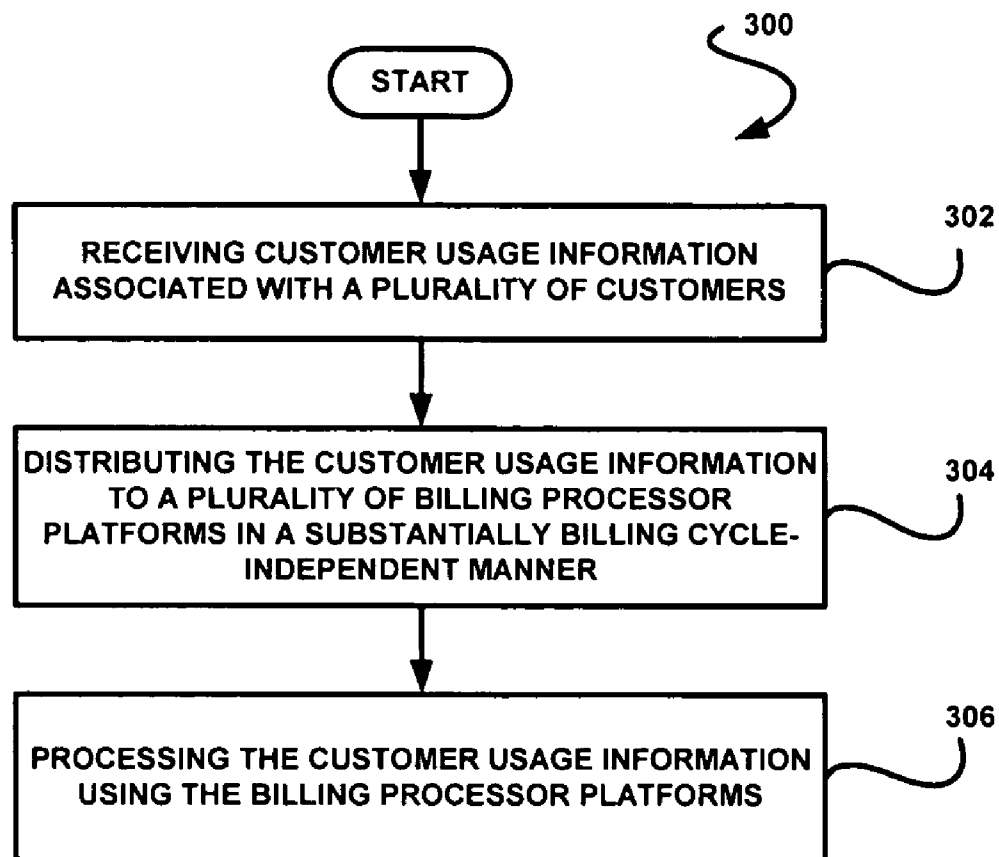 300
START
302
RECEIVING CUSTOMER USAGE INFORMATION
ASSOCIATED WITH A PLURALITY OF CUSTOMERS
304
DISTRIBUTING THE CUSTOMER USAGE INFORMATION
TO A PLURALITY OF BILLING PROCESSOR
PLATFORMS IN A SUBSTANTIALLY BILLING CYCLE-
INDEPENDENT MANNER
306
PROCESSING THE CUSTOMER USAGE INFORMATION
USING THE BILLING PROCESSOR PLATFORMS